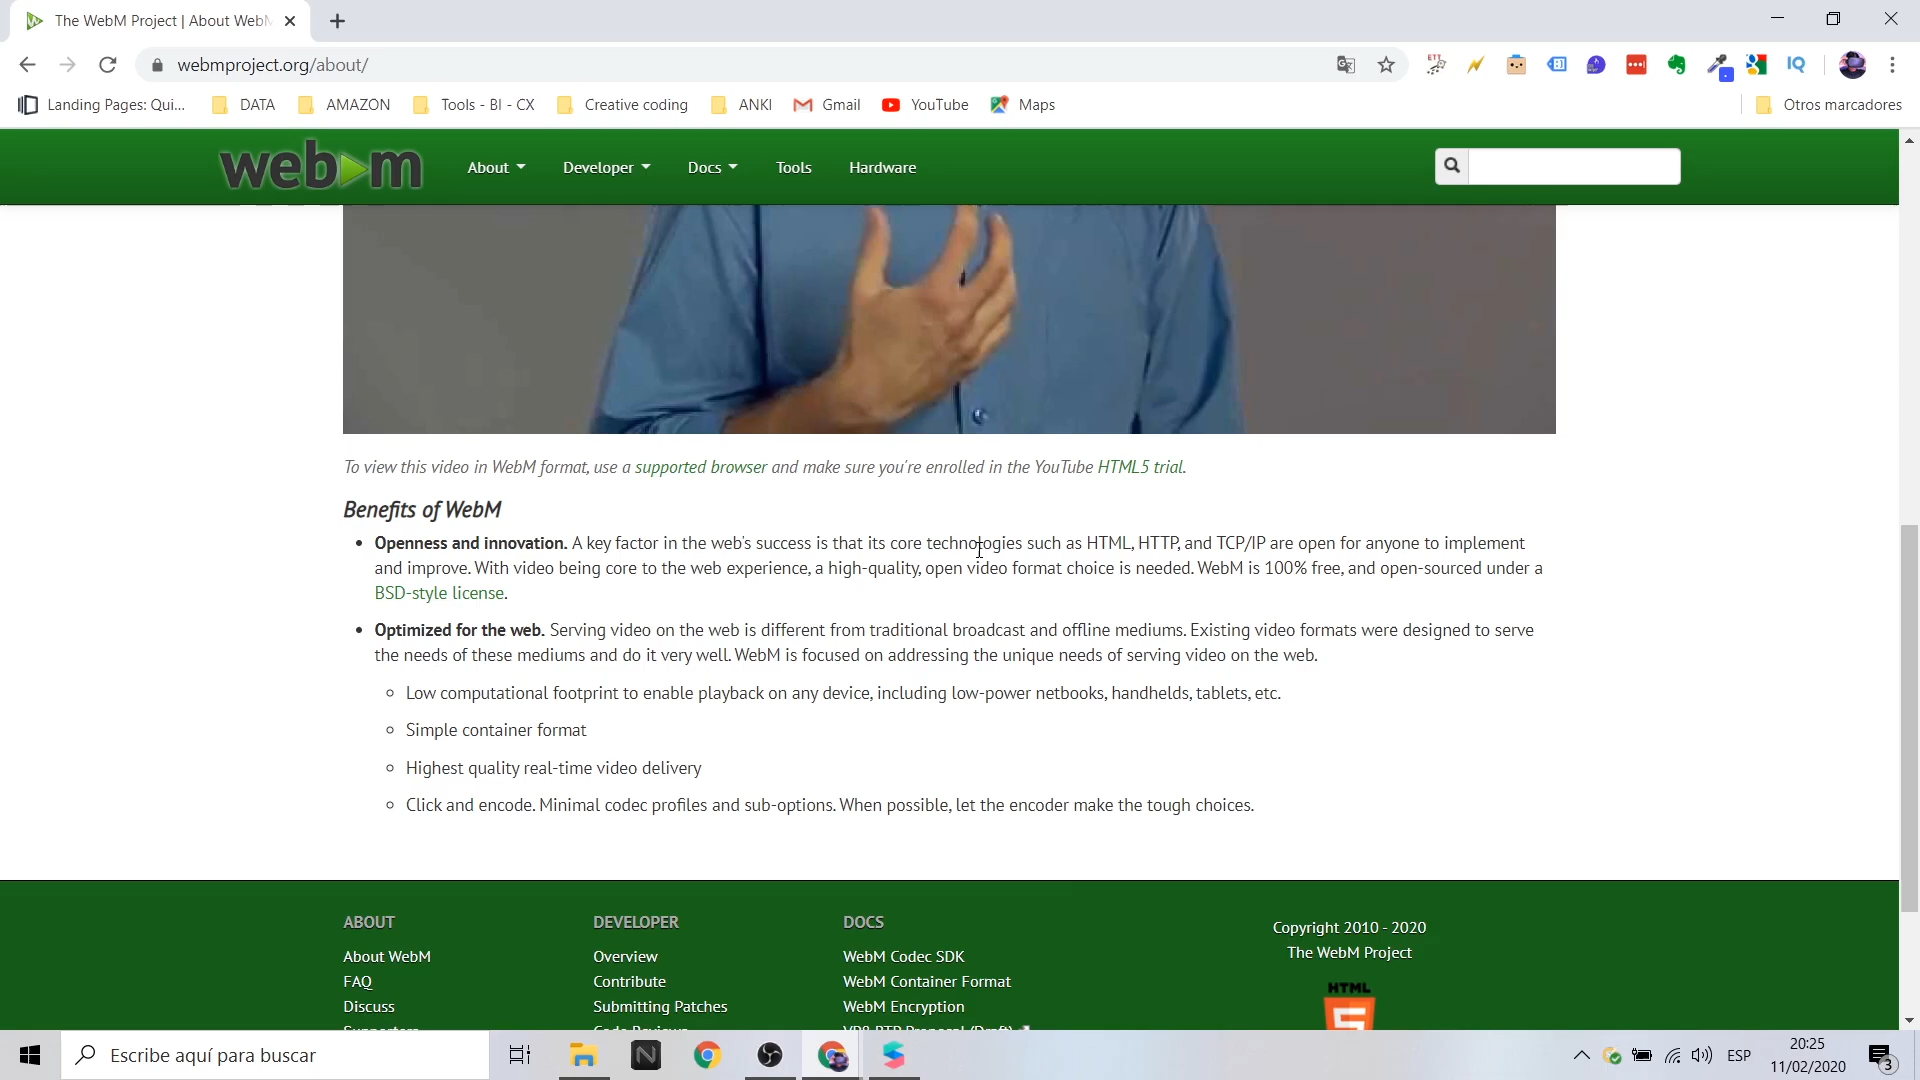 The WebM Project | About WebM
webmproject.org/about/
Landing Pages: Qui... DATA AMAZON Tools - BI - CX Creative coding ANKI Gmail YouTube Maps Otros marcadores
web m About Developer Docs Tools Hardware
To view this video in WebM format, use a supported browser and make sure you're enrolled in the YouTube HTML5 trial.
Benefits of WebM
Openness and innovation. A key factor in the web's success is that its core technologies such as HTML, HTTP, and TCP/IP are open for anyone to implement
and improve. With video being core to the web experience, a high-quality, open video format choice is needed. WebM is 100% free, and open-sourced under a
BSD-style license.
Optimized for the web. Serving video on the web is different from traditional broadcast and offline mediums. Existing video formats were designed to serve
the needs of these mediums and do it very well. WebM is focused on addressing the unique needs of serving video on the web.
Low computational footprint to enable playback on any device, including low-power netbooks, handhelds, tablets, etc.
Simple container format
Highest quality real-time video delivery
Click and encode. Minimal codec profiles and sub-options. When possible, let the encoder make the tough choices.
ABOUT
About WebM
FAQ
Discuss
Supporters
DEVELOPER
Overview
Contribute
Submitting Patches
Code Reviews
DOCS
WebM Codec SDK
WebM Container Format
WebM Encryption
VP8 RTP Proposal (Draft)
Copyright 2010 - 2020
The WebM Project
HTML
5
Escribe aquí para buscar
ESP
20:25
11/02/2020
3